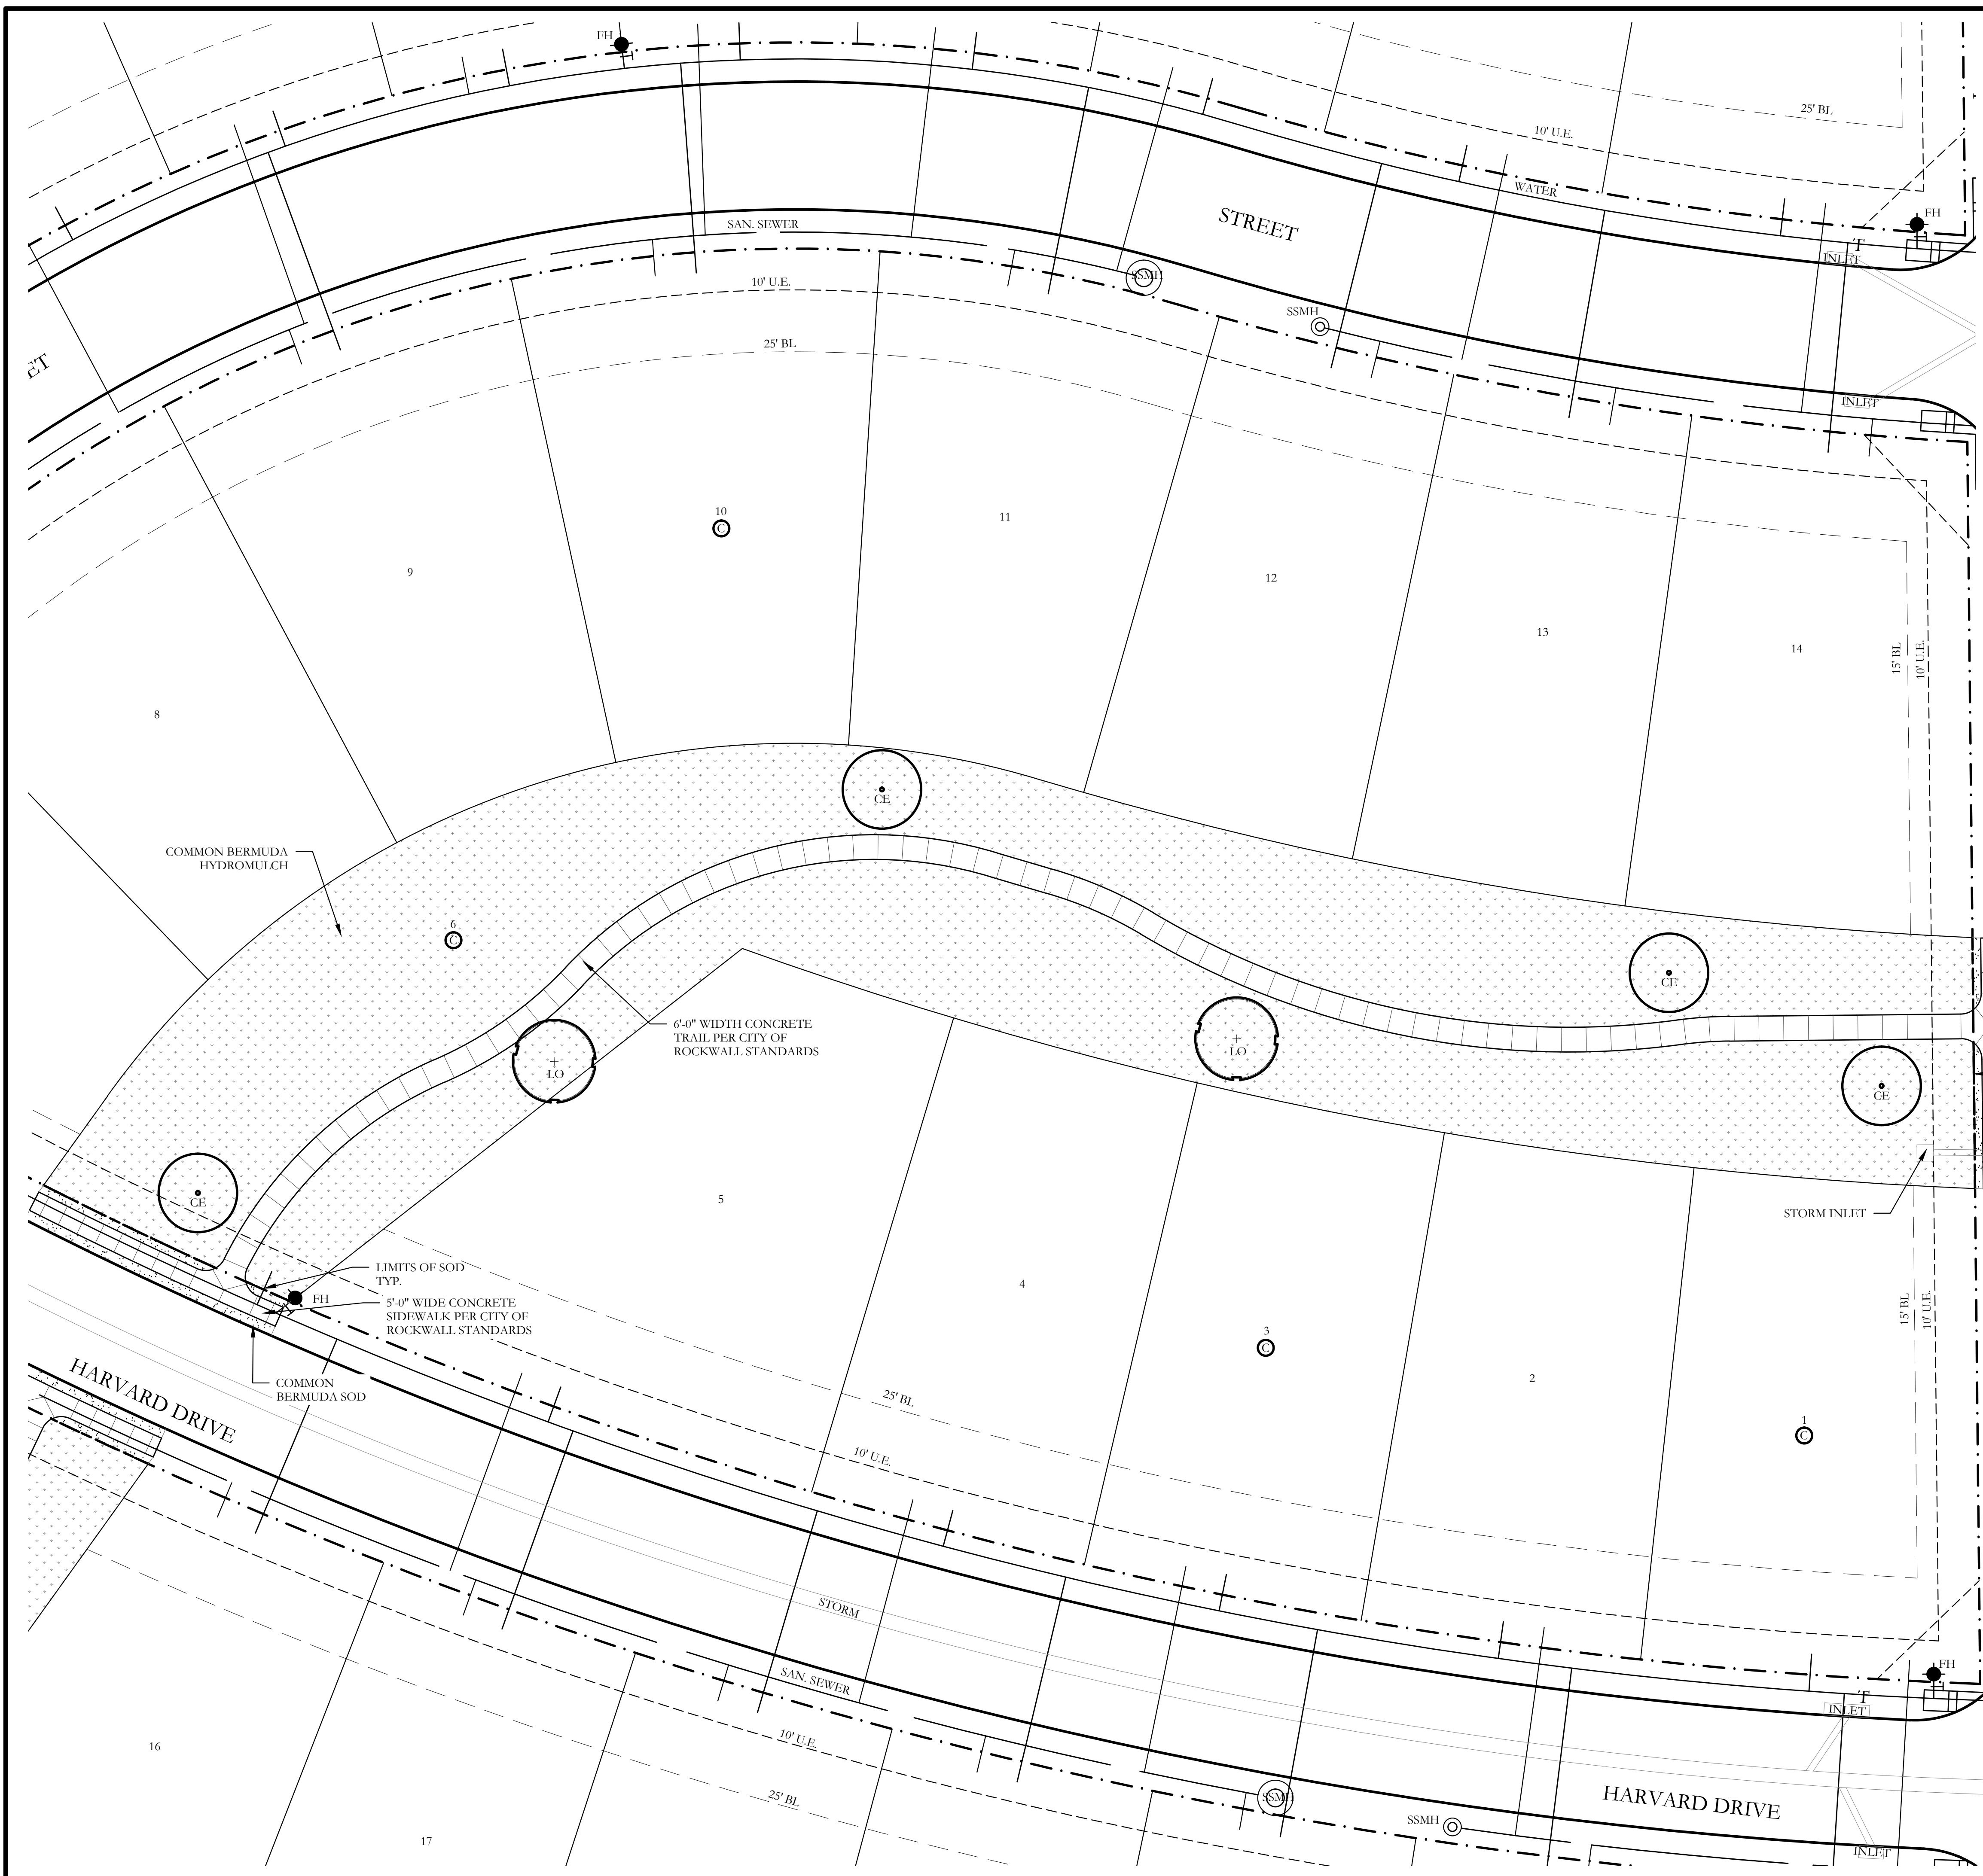 FH
25' BL
10' U.E.
WATER
FH
SAN. SEWER
STREET
T
INLET
SSMH
10' U.E.
SSMH
25' BL
INLET
10
C
11
9
12
13
14
15' BL
10' U.E.
8
CE
COMMON BERMUDA
HYDROMULCH
6
C
CE
6'-0" WIDTH CONCRETE
TRAIL PER CITY OF
ROCKWALL STANDARDS
LO
LO
CE
CE
5
STORM INLET
LIMITS OF SOD
TYP.
FH
5'-0" WIDE CONCRETE
SIDEWALK PER CITY OF
ROCKWALL STANDARDS
4
3
C
15' BL
10' U.E.
COMMON
BERMUDA SOD
HARVARD DRIVE
2
25' BL
1
C
10' U.E.
STORM
FH
SAN. SEWER
T
INLET
10' U.E.
16
25' BL
SSMH
HARVARD DRIVE
SSMH
17
INLET